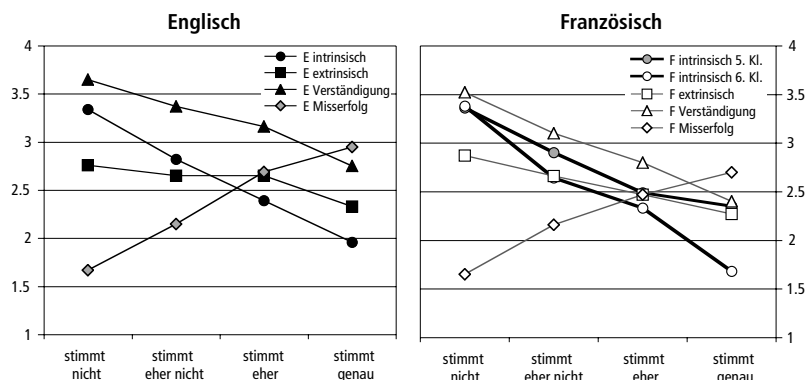 Englisch
4
3.5
3
2.5
2
1.5
1
E intrinsisch
E extrinsisch
E Verständigung
E Misserfolg
stimmt
nicht
stimmt
eher nicht
stimmt
eher
stimmt
genau
Französisch
F intrinsisch 5. Kl.
F intrinsisch 6. Kl.
F extrinsisch
F Verständigung
F Misserfolg
4
3.5
3
2.5
2
1.5
1
stimmt
nicht
stimmt
eher nicht
stimmt
eher
stimmt
genau